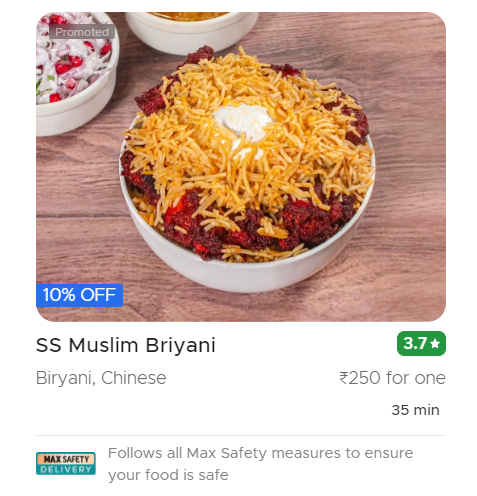 Promoted
10% OFF
SS Muslim Briyani
3.7★
Biryani, Chinese
₹250 for one
35 min
MAX SAFETY
DELIVERY
Follows all Max Safety measures to ensure
your food is safe